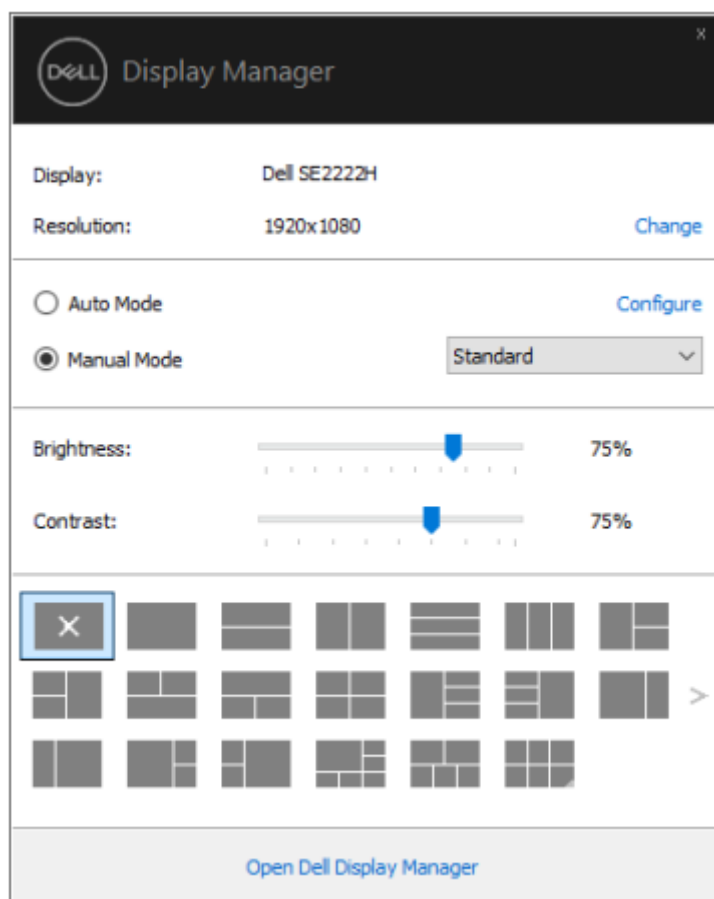 X
DELL Display Manager
Display: Dell SE2222H
Resolution: 1920x1080 Change
Auto Mode Configure
Manual Mode Standard
Brightness: 75%
Contrast: 75%
Open Dell Display Manager